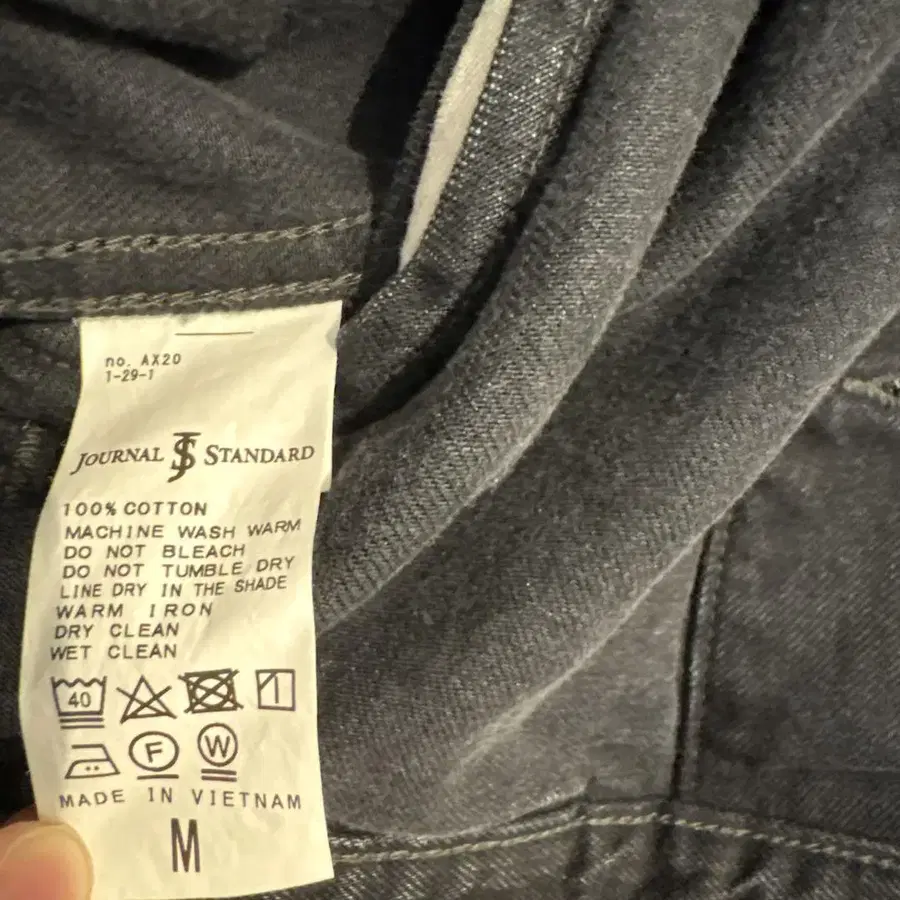 no. AX20
1-29-1
JOURNAL JS STANDARD
100% COTTON
MACHINE WASH WARM
DO NOT BLEACH
DO NOT TUMBLE DRY
LINE DRY IN THE SHADE
WARM IRON
DRY CLEAN
WET CLEAN
40
F W
MADE IN VIETNAM
M